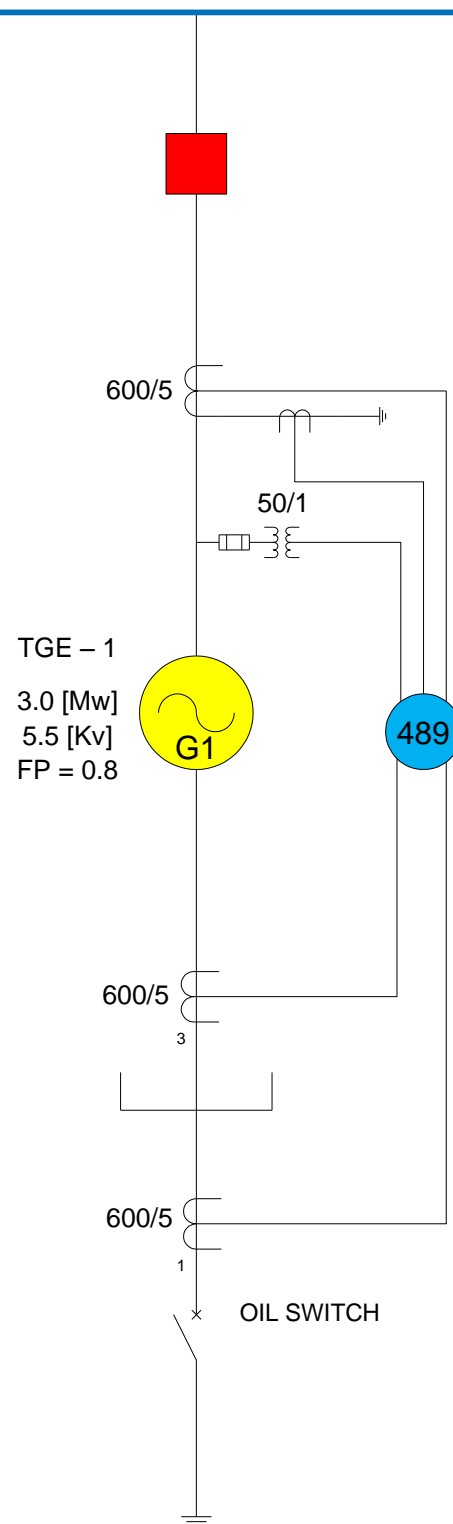 600/5
50/1
TGE – 1
3.0 [Mw]
5.5 [Kv]
FP = 0.8
G1
489
600/5
3
600/5
1
OIL SWITCH